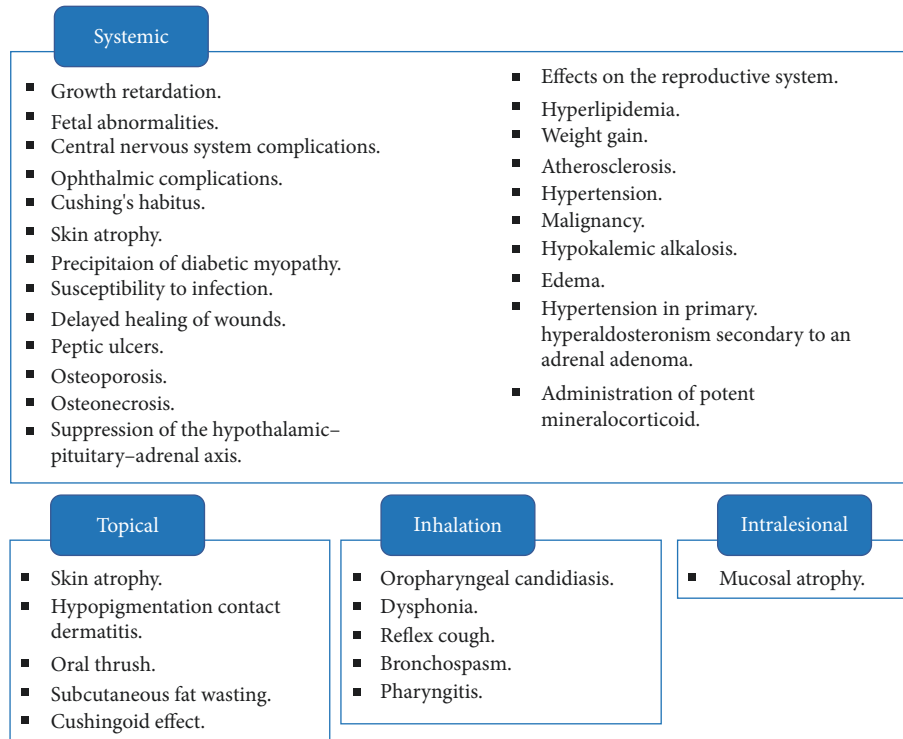 Systemic
Growth retardation.
Fetal abnormalities.
Central nervous system complications.
Ophthalmic complications.
Cushing's habitus.
Skin atrophy.
Precipitaion of diabetic myopathy.
Susceptibility to infection.
Delayed healing of wounds.
Peptic ulcers.
Osteoporosis.
Osteonecrosis.
Suppression of the hypothalamic–
pituitary–adrenal axis.
Effects on the reproductive system.
Hyperlipidemia.
Weight gain.
Atherosclerosis.
Hypertension.
Malignancy.
Hypokalemic alkalosis.
Edema.
Hypertension in primary.
hyperaldosteronism secondary to an
adrenal adenoma.
Administration of potent
mineralocorticoid.
Topical
Skin atrophy.
Hypopigmentation contact
dermatitis.
Oral thrush.
Subcutaneous fat wasting.
Cushingoid effect.
Inhalation
Oropharyngeal candidiasis.
Dysphonia.
Reflex cough.
Bronchospasm.
Pharyngitis.
Intralesional
Mucosal atrophy.